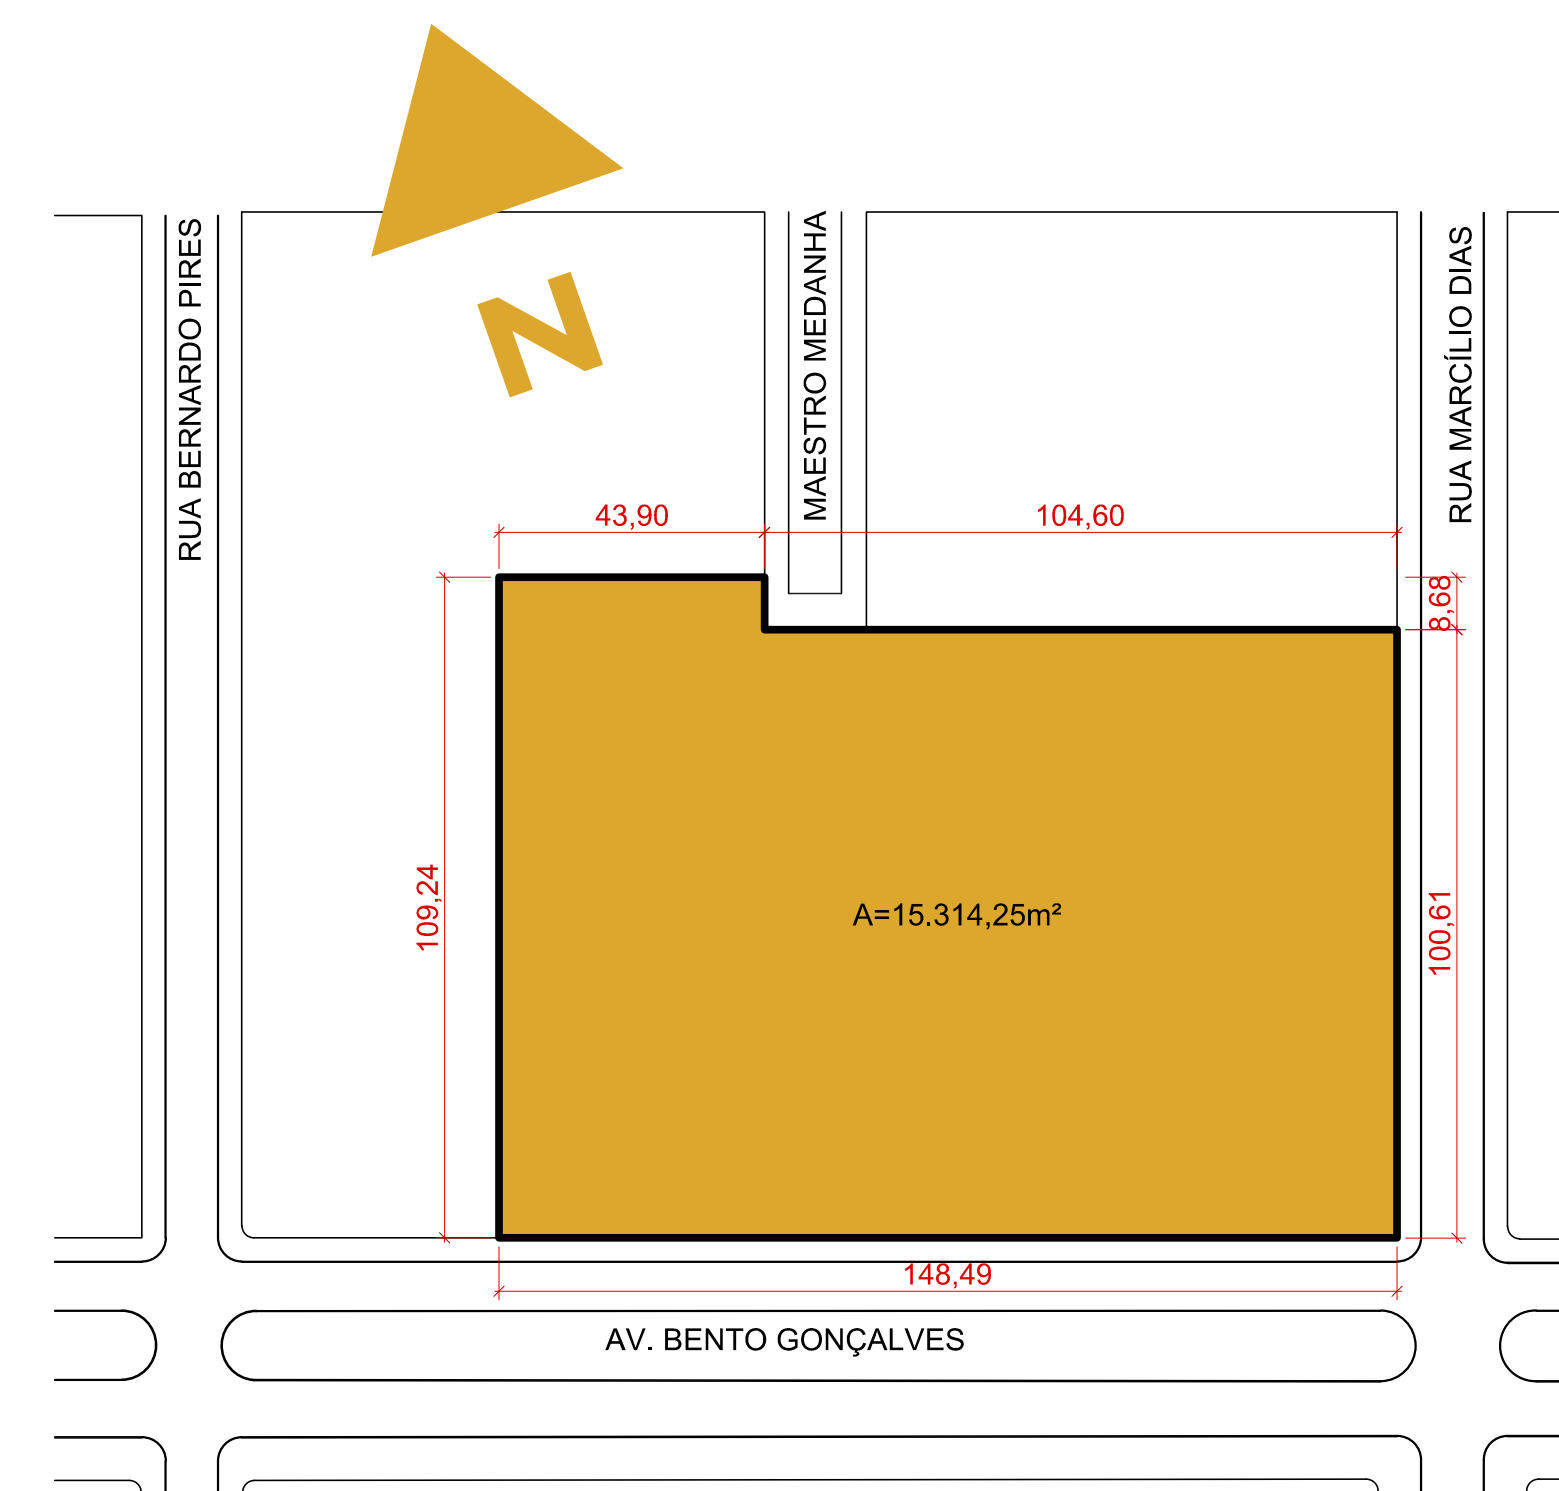 N
RUA BERNARDO PIRES
MAESTRO MEDANHA
RUA MARCÍLIO DIAS
43,90
104,60
8,68
109,24
A=15.314,25m²
100,61
148,49
AV. BENTO GONÇALVES